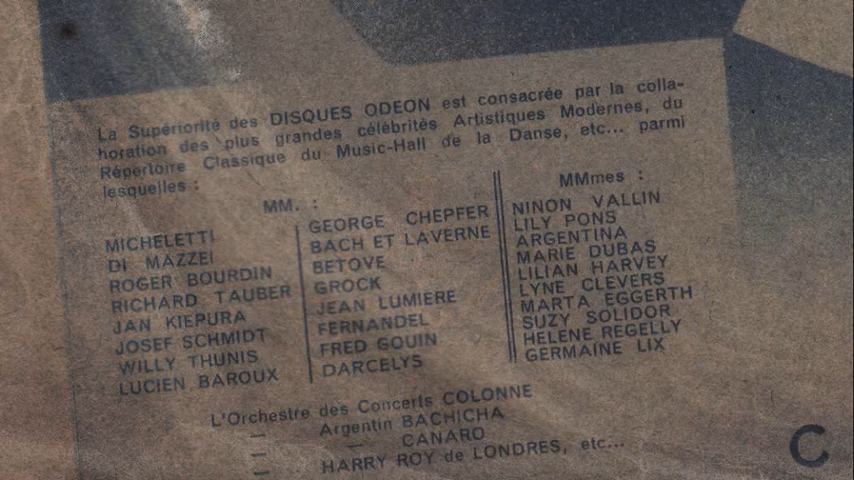 La Supériorité des DISQUES ODEON est consacrée par la colla-
horation des plus grandes célébrités Artistiques Modernes, du
Répertoire Classique du Music-Hall de la Danse, etc... parmi
lesquelles :
MM. :
MICHELETTI
DI MAZZEI
ROGER BOURDIN
RICHARD TAUBER
JAN KIEPURA
JOSEF SCHMIDT
WILLY THUNIS
LUCIEN BAROUX
GEORGE CHEPFER
BACH ET LAVERNE
BETOVE
GROCK
JEAN LUMIERE
FERNANDEL
FRED GOUIN
DARCELYS
MMmes :
NINON VALLIN
LILY PONS
ARGENTINA
MARIE DUBAS
LILIAN HARVEY
LYNE CLEVERS
MARTA EGGERTH
SUZY SOLIDOR
HELENE REGELLY
GERMAINE LIX
L'Orchestre des Concerts COLONNE
— Argentin BACHICHA
— — CANARO
— HARRY ROY de LONDRES, etc...
C